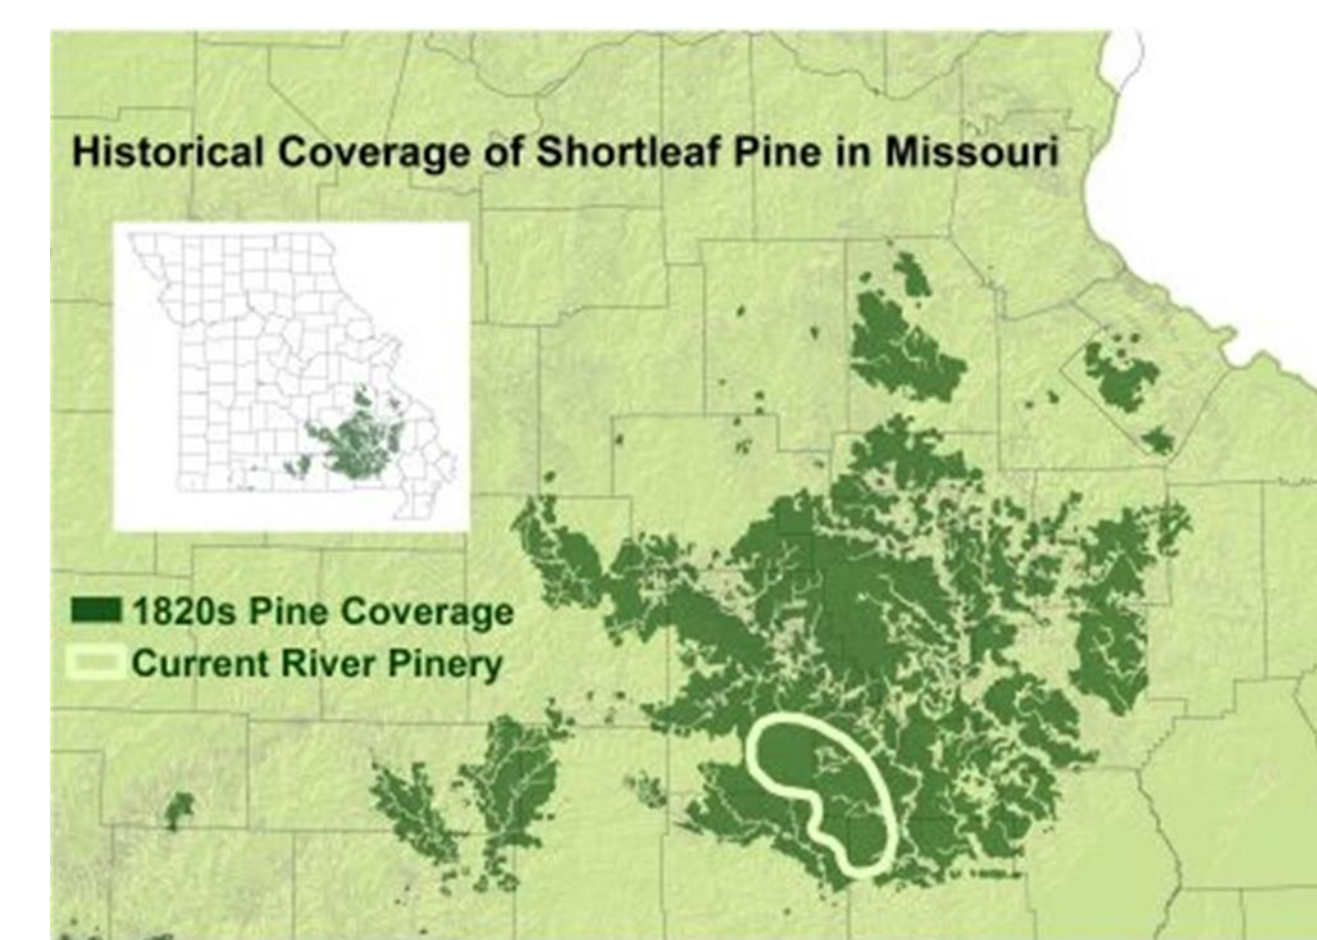 Historical Coverage of Shortleaf Pine in Missouri
1820s Pine Coverage
Current River Pinery